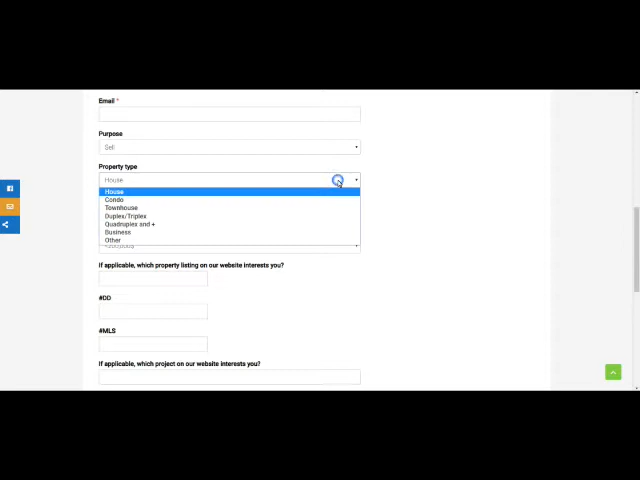 Email *
Purpose
Sell
Property type
House
House
Condo
Townhouse
Duplex/Triplex
Quadruplex and +
Business
Other
If applicable, which property listing on our website interests you?
#DD
#MLS
If applicable, which project on our website interests you?